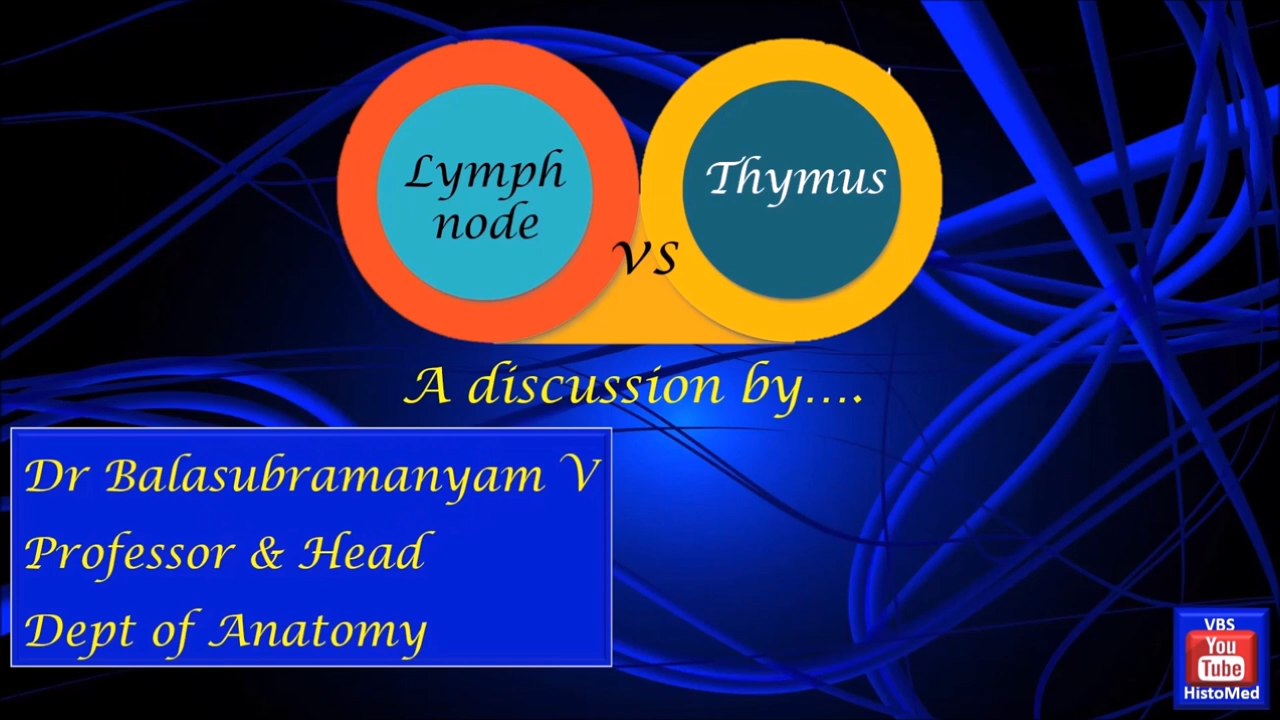 Lymph
node
vs
Thymus
A discussion by....
Dr Balasubramanyam V
Professor & Head
Dept of Anatomy
VBS
You
Tube
HistoMed